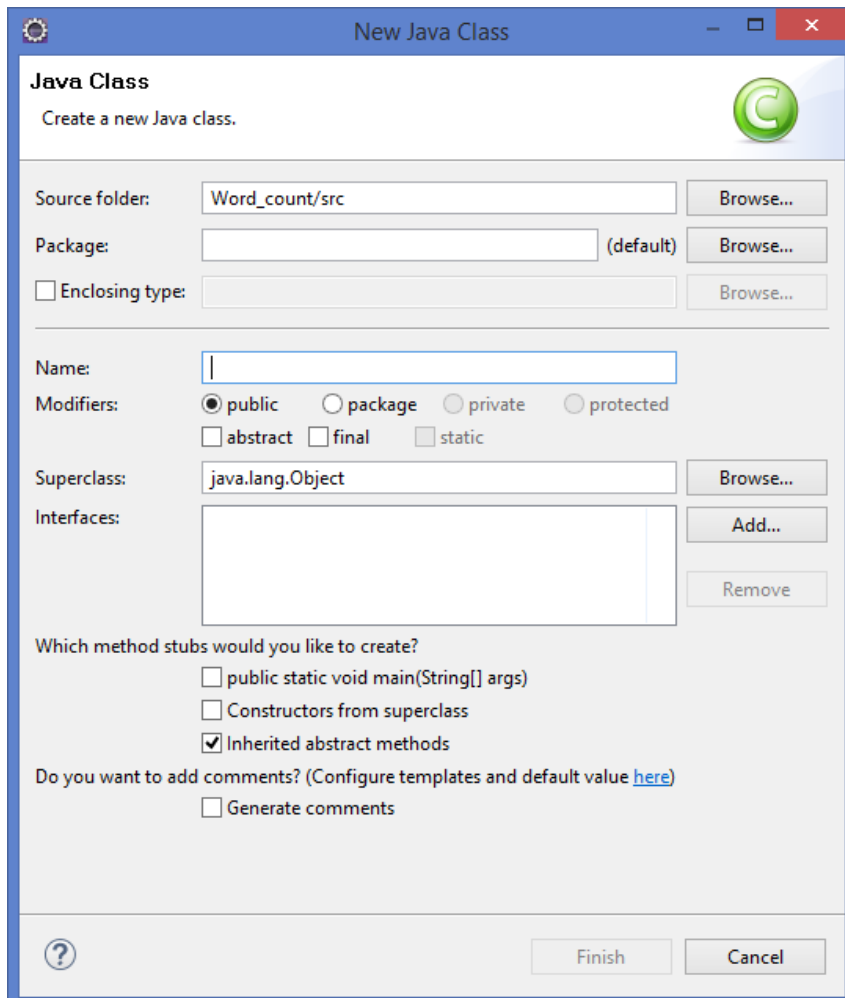 New Java Class
Java Class
Create a new Java class.
C
Source folder: Word_count/src Browse...
Package: (default) Browse...
Enclosing type: Browse...
Name:
Modifiers: public package private protected
abstract final static
Superclass: java.lang.Object Browse...
Interfaces: Add...
Remove
Which method stubs would you like to create?
public static void main(String[] args)
Constructors from superclass
Inherited abstract methods
Do you want to add comments? (Configure templates and default value here)
Generate comments
? Finish Cancel